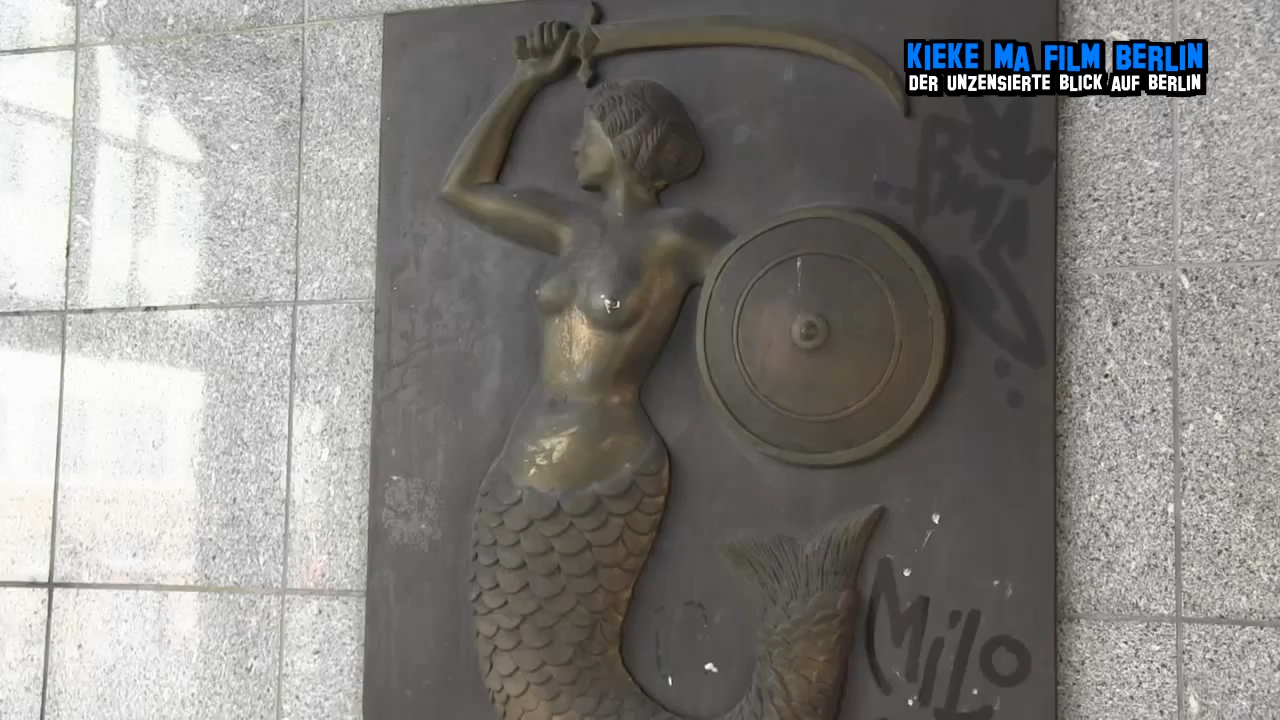 KIEKE MA FILM BERLIN
DER UNZENSIERTE BLICK AUF BERLIN
MiLO